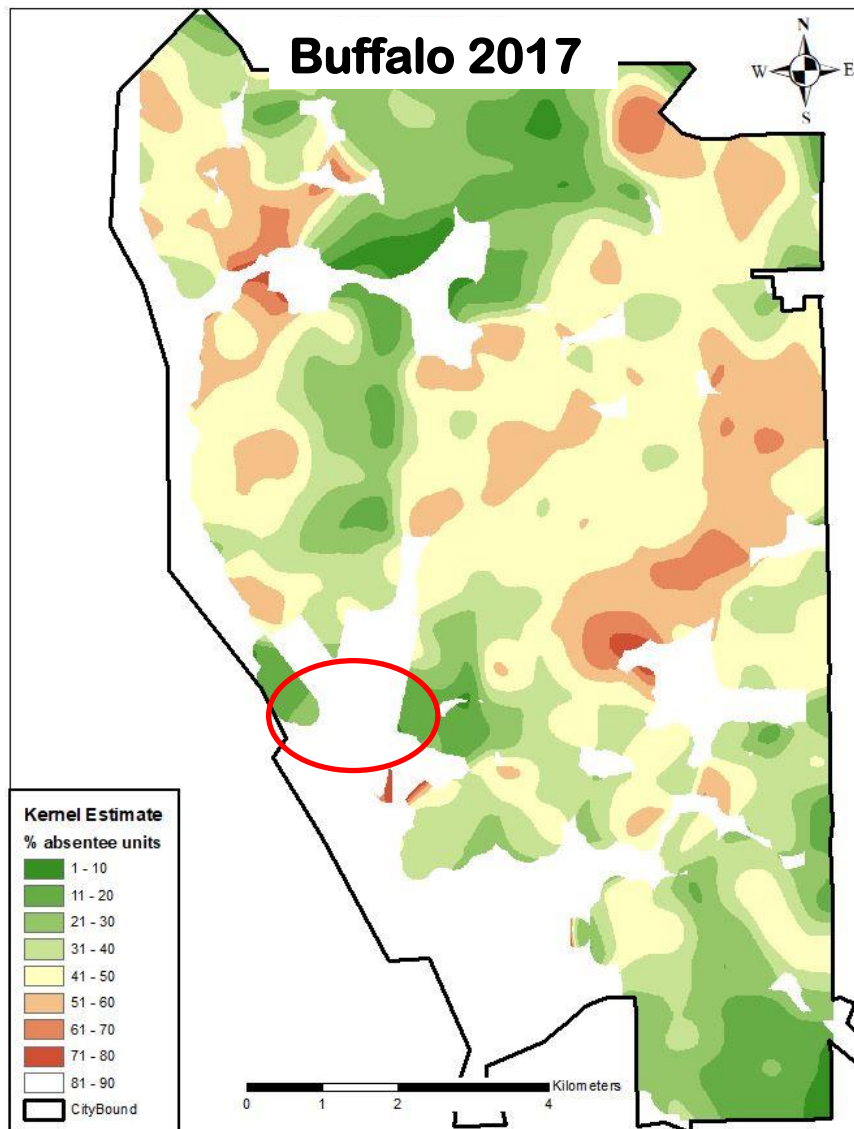 Buffalo 2017
N
W E
S
Kernel Estimate
% absentee units
1 - 10
11 - 20
21 - 30
31 - 40
41 - 50
51 - 60
61 - 70
71 - 80
81 - 90
CityBound
Kilometers
0 1 2 4